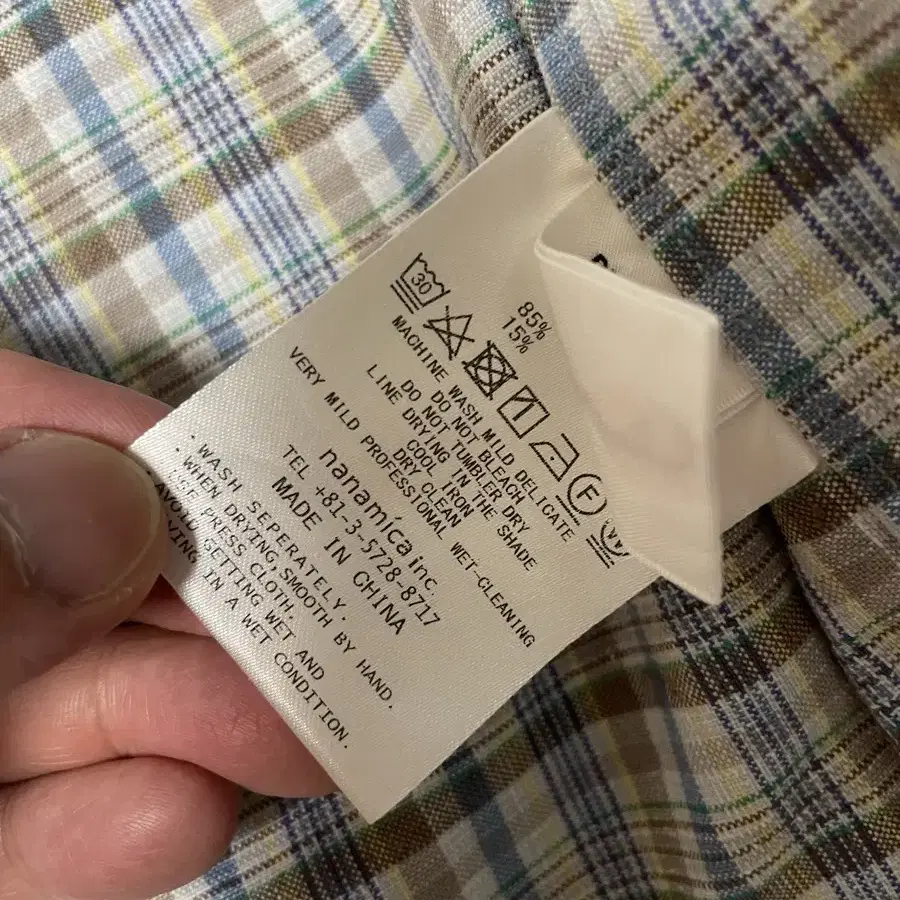 85%
15%
30
F
W
MACHINE WASH MILD DELICATE
DO NOT BLEACH
DO NOT TUMBLER DRY
LINE DRYING IN THE SHADE
COOL IRON
DRY CLEAN
VERY MILD PROFESSIONAL WET-CLEANING
nanamíca inc.
TEL +81-3-5728-8717
MADE IN CHINA
·WASH SEPERATELY.
·WHEN DRYING, SMOOTH BY HAND.
USE PRESS CLOTH.
AVOID GETTING WET AND
IN A WET CONDITION.